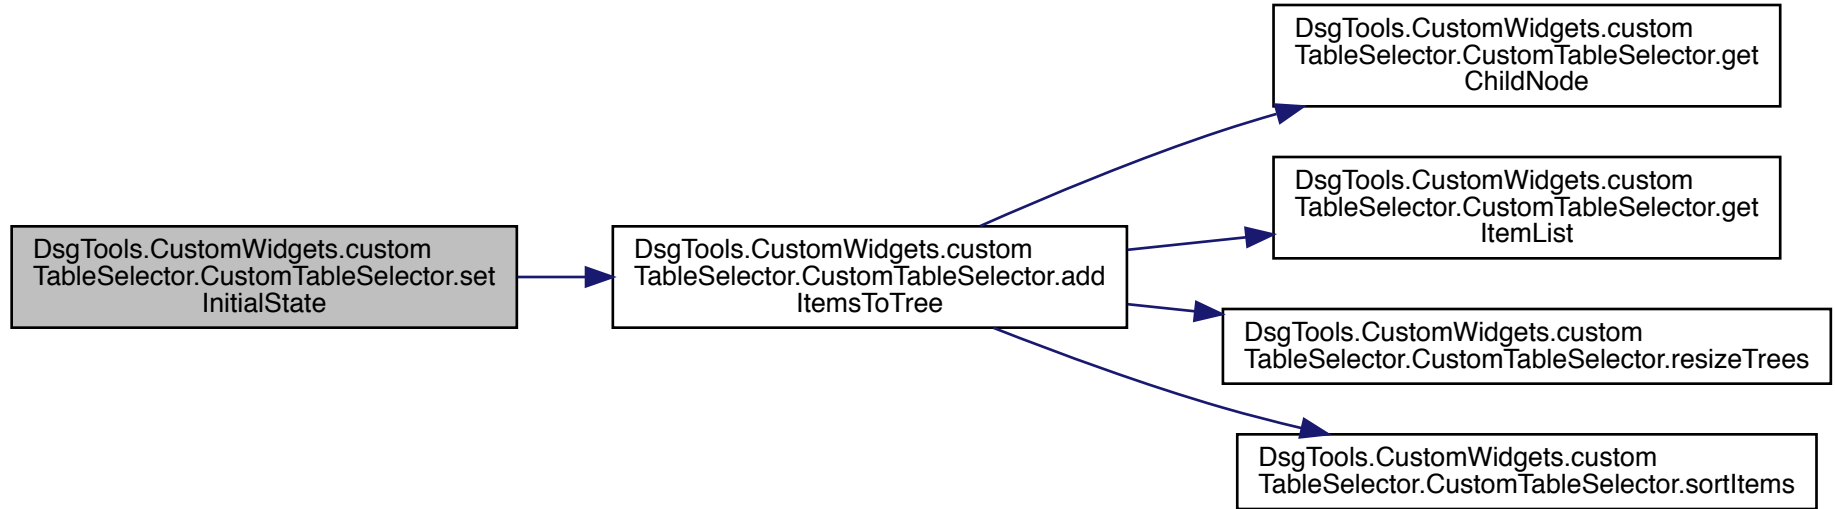 DsgTools.CustomWidgets.custom
TableSelector.CustomTableSelector.set
InitialState
DsgTools.CustomWidgets.custom
TableSelector.CustomTableSelector.add
ItemsToTree
DsgTools.CustomWidgets.custom
TableSelector.CustomTableSelector.get
ChildNode
DsgTools.CustomWidgets.custom
TableSelector.CustomTableSelector.get
ItemList
DsgTools.CustomWidgets.custom
TableSelector.CustomTableSelector.resizeTrees
DsgTools.CustomWidgets.custom
TableSelector.CustomTableSelector.sortItems